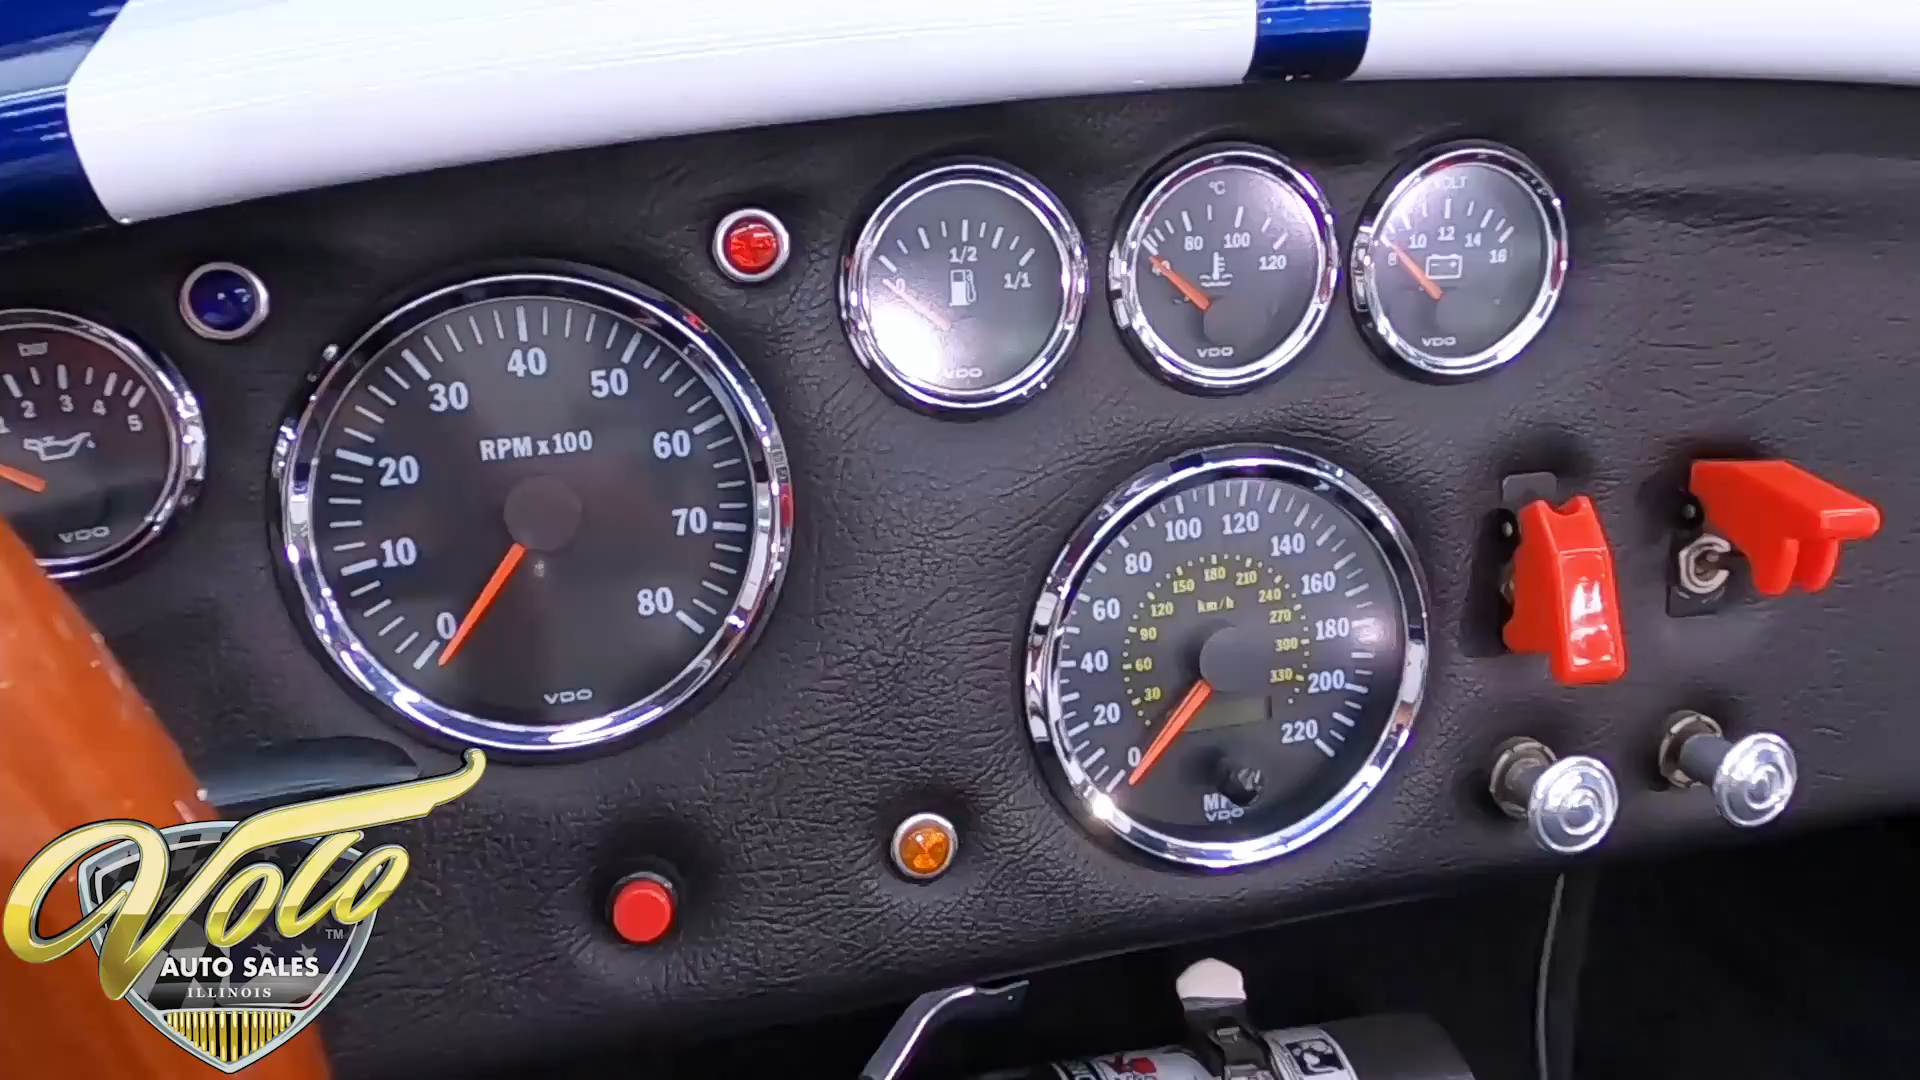 bar
2 3 4 5
VDO
0 10 20 30 40 50 60 70 80
RPM x 100
VDO
1/2
1/1
VDO
°C
40 80 100 120
VDO
VOLT
8 10 12 14 16
VDO
0 20 40 60 80 100 120 140 160 180 200 220
30 60 90 120 150 180 210 240 270 300 330
km/h
VDO
Volo
TM
AUTO SALES
ILLINOIS